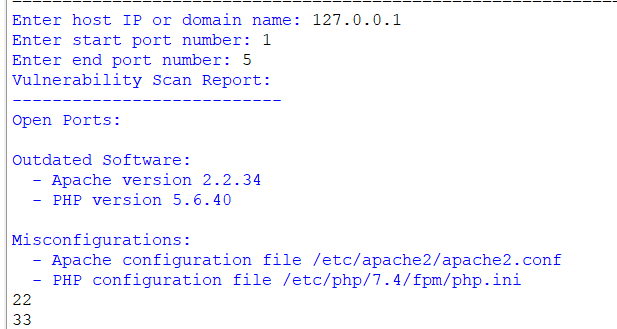 Enter host IP or domain name: 127.0.0.1
Enter start port number: 1
Enter end port number: 5
Vulnerability Scan Report:
---------------------------
Open Ports:

Outdated Software:
  - Apache version 2.2.34
  - PHP version 5.6.40

Misconfigurations:
  - Apache configuration file /etc/apache2/apache2.conf
  - PHP configuration file /etc/php/7.4/fpm/php.ini
22
33